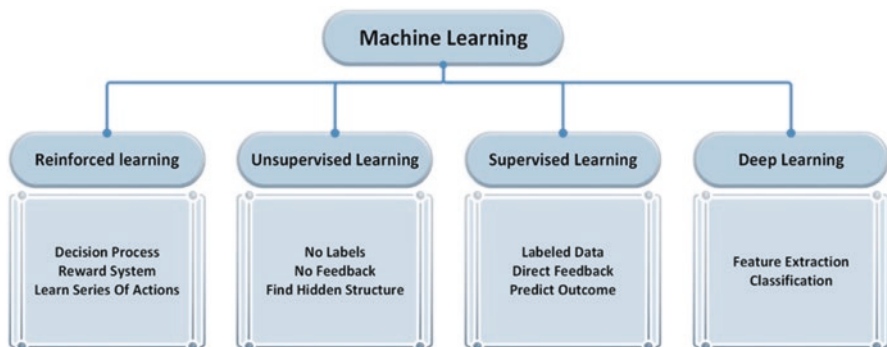 Machine Learning
Reinforced learning
Unsupervised Learning
Supervised Learning
Deep Learning
Decision Process
Reward System
Learn Series Of Actions
No Labels
No Feedback
Find Hidden Structure
Labeled Data
Direct Feedback
Predict Outcome
Feature Extraction
Classification